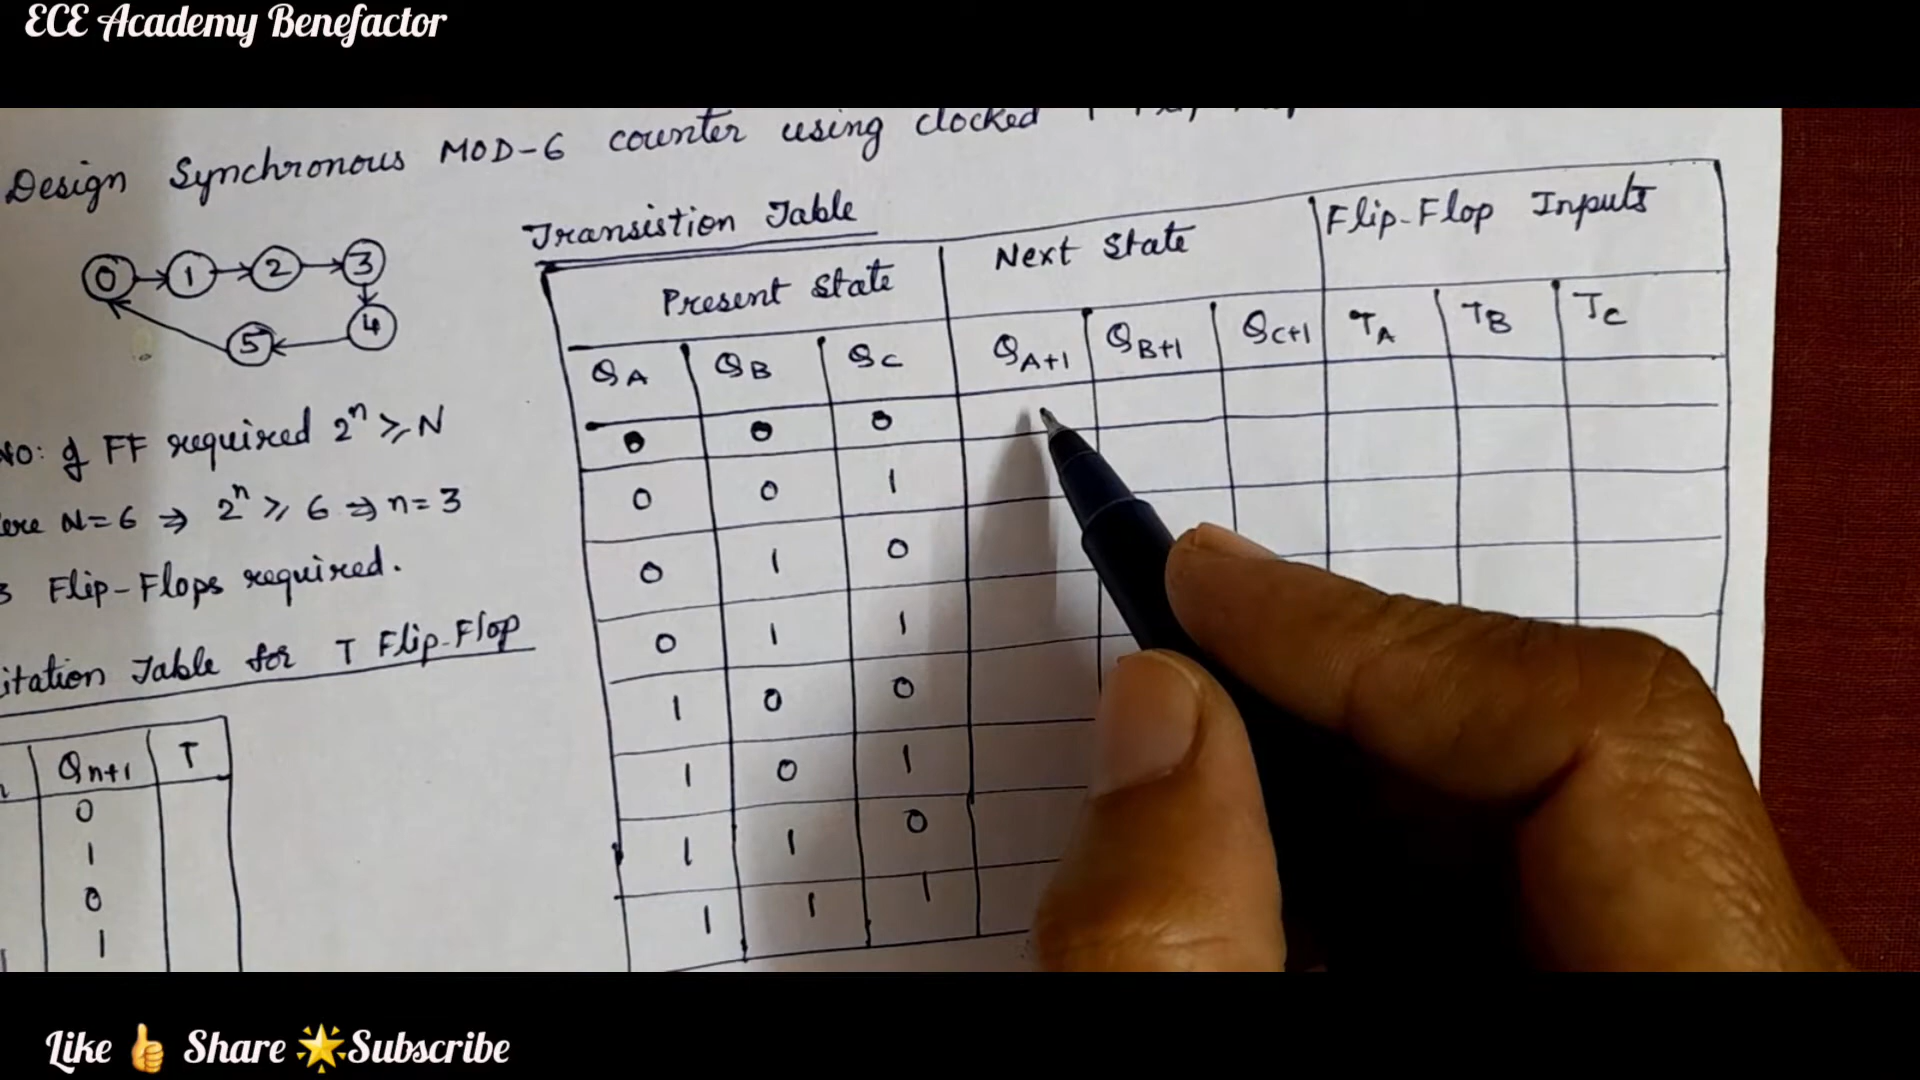 ECE Academy Benefactor
Design Synchronous MOD-6 counter using clocked T
0 1 2 3
4
5
NO: of FF required 2ⁿ ≥ N
N=6 ⇒ 2ⁿ ≥ 6 ⇒ n=3
3 Flip-Flops required.
itation Table for T Flip-Flop
Qn+1 T
0
1
0
1
Transistion Table
Present State Next State Flip-Flop Inputs
QA QB QC QA+1 QB+1 QC+1 TA TB TC
0 0 0
0 0 1
0 1 0
0 1 1
1 0 0
1 0 1
1 1 0
1 1 1
Like 👍 Share 🌟Subscribe